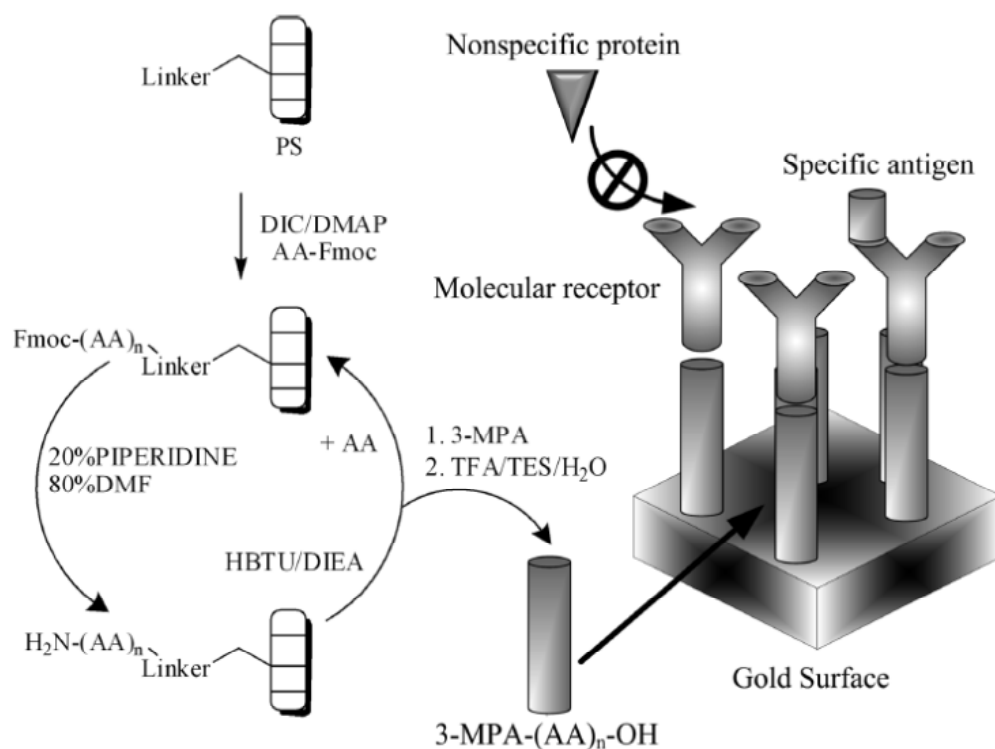 Linker
PS
DIC/DMAP
AA-Fmoc
Fmoc-(AA)n
Linker
20%PIPERIDINE
80%DMF
+ AA
HBTU/DIEA
H₂N-(AA)n
Linker
1. 3-MPA
2. TFA/TES/H₂O
3-MPA-(AA)n-OH
Nonspecific protein
Specific antigen
Molecular receptor
Gold Surface